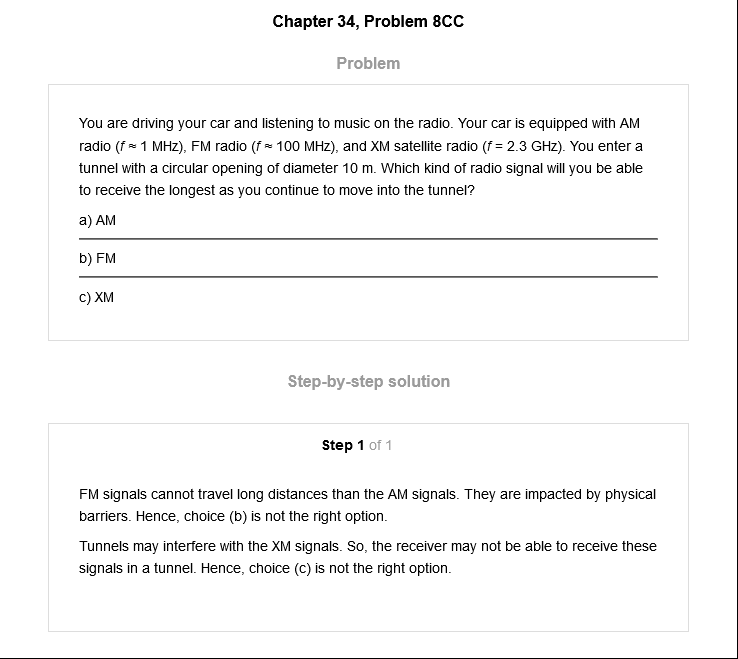 Chapter 34, Problem 8CC
Problem
You are driving your car and listening to music on the radio. Your car is equipped with AM
radio (f ≈ 1 MHz), FM radio (f ≈ 100 MHz), and XM satellite radio (f = 2.3 GHz). You enter a
tunnel with a circular opening of diameter 10 m. Which kind of radio signal will you be able
to receive the longest as you continue to move into the tunnel?
a) AM
b) FM
c) XM
Step-by-step solution
Step 1 of 1
FM signals cannot travel long distances than the AM signals. They are impacted by physical
barriers. Hence, choice (b) is not the right option.
Tunnels may interfere with the XM signals. So, the receiver may not be able to receive these
signals in a tunnel. Hence, choice (c) is not the right option.